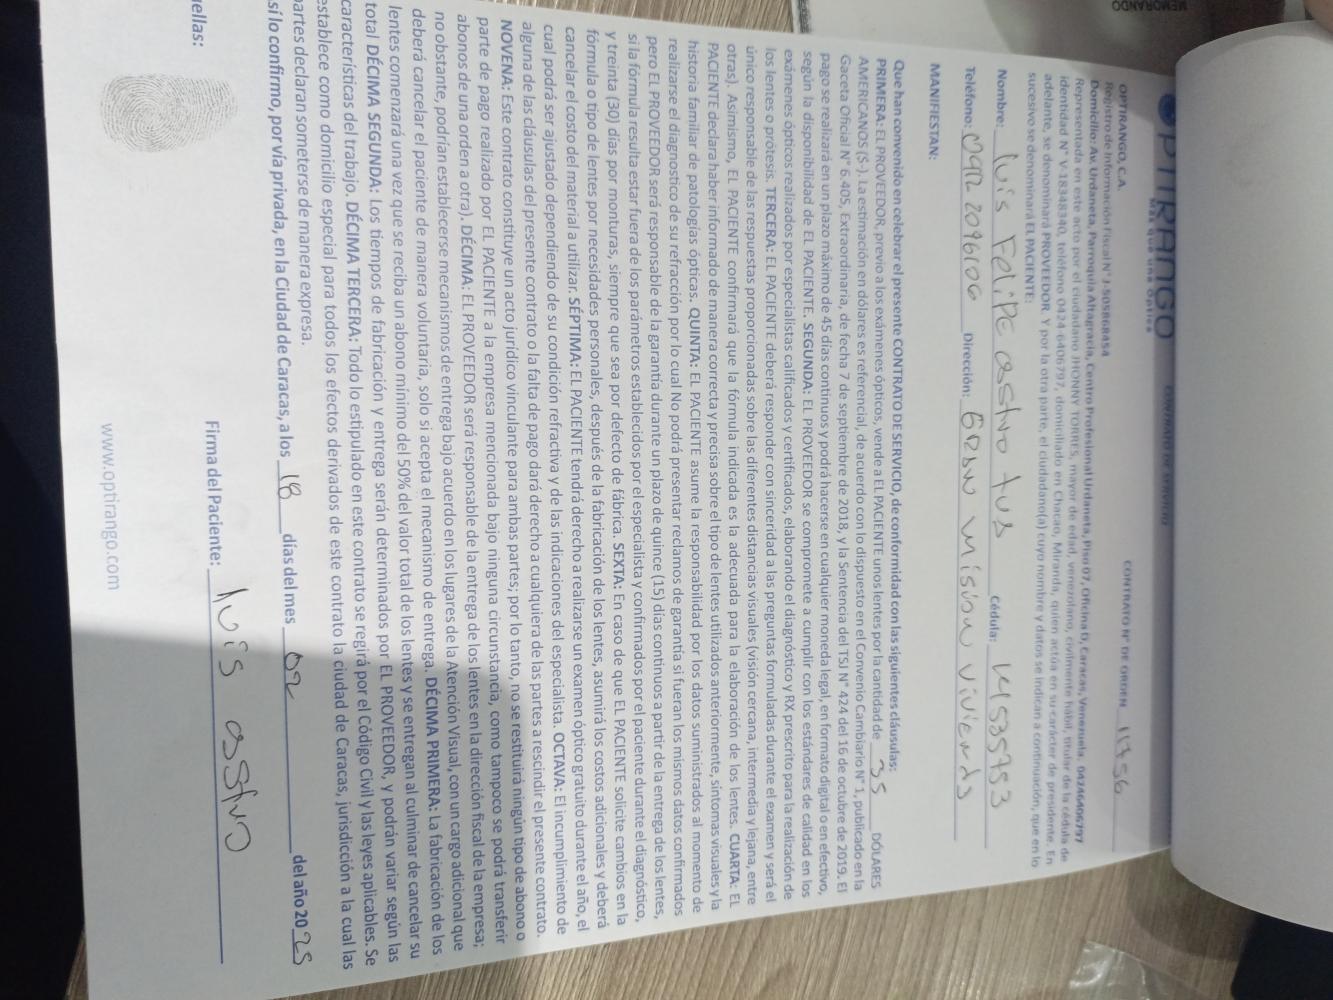 MEMORANDO
OPTIRANGO
Más que una Óptica
CONTRATO DE SERVICIO
OPTIRANGO, C.A.
CONTRATO N° DE ORDEN 11756
Registro de Información Fiscal N° J-505868454
Domicilio: Av. Urdaneta, Parroquia Altagracia, Centro Profesional Urdaneta, Piso 07, Oficina D, Caracas, Venezuela. 04246406797
Representada en este acto por el ciudadano JHONNY TORRES, mayor de edad, venezolano, civilmente hábil, titular de la cédula de
identidad N° V-18348340, teléfono 0424-6406797, domiciliado en Chacao, Miranda, quien actúa en su carácter de presidente. En
adelante, se denominará PROVEEDOR. Y por la otra parte, el ciudadano(a) cuyo nombre y datos se indican a continuación, que en lo
sucesivo se denominará EL PACIENTE:
Nombre: luis Felipe castro tus Cédula: 14535753
Teléfono: 0412 2096106 Dirección: Gran Mision Vivienda
MANIFIESTAN:
Que han convenido en celebrar el presente CONTRATO DE SERVICIO, de conformidad con las siguientes cláusulas:
PRIMERA: EL PROVEEDOR, previo a los exámenes ópticos, vende a EL PACIENTE unos lentes por la cantidad de 35 DÓLARES
AMERICANOS ($-). La estimación en dólares es referencial, de acuerdo con lo dispuesto en el Convenio Cambiario N° 1, publicado en la
Gaceta Oficial N° 6.405, Extraordinaria, de fecha 7 de septiembre de 2018, y la Sentencia del TSJ N° 424 del 16 de octubre de 2019. El
pago se realizará en un plazo máximo de 45 días continuos y podrá hacerse en cualquier moneda legal, en formato digital o en efectivo,
según la disponibilidad de EL PACIENTE. SEGUNDA: EL PROVEEDOR se compromete a cumplir con los estándares de calidad en los
exámenes ópticos realizados por especialistas calificados y certificados, elaborando el diagnóstico y RX prescrito para la realización de
los lentes o prótesis. TERCERA: EL PACIENTE deberá responder con sinceridad a las preguntas formuladas durante el examen y será el
único responsable de las respuestas proporcionadas sobre las diferentes distancias visuales (visión cercana, intermedia y lejana, entre
otras). Asimismo, EL PACIENTE confirmará que la fórmula indicada es la adecuada para la elaboración de los lentes. CUARTA: EL
PACIENTE declara haber informado de manera correcta y precisa sobre el tipo de lentes utilizados anteriormente, síntomas visuales y la
historia familiar de patologías ópticas. QUINTA: EL PACIENTE asume la responsabilidad por los datos suministrados al momento de
realizarse el diagnostico de su refracción por lo cual No podrá presentar reclamos de garantía si fueran los mismos datos confirmados
pero EL PROVEEDOR será responsable de la garantía durante un plazo de quince (15) días continuos a partir de la entrega de los lentes,
si la fórmula resulta estar fuera de los parámetros establecidos por el especialista y confirmados por el paciente durante el diagnóstico,
y treinta (30) días por monturas, siempre que sea por defecto de fábrica. SEXTA: En caso de que EL PACIENTE solicite cambios en la
fórmula o tipo de lentes por necesidades personales, después de la fabricación de los lentes, asumirá los costos adicionales y deberá
cancelar el costo del material a utilizar. SÉPTIMA: EL PACIENTE tendrá derecho a realizarse un examen óptico gratuito durante el año, el
cual podrá ser ajustado dependiendo de su condición refractiva y de las indicaciones del especialista. OCTAVA: El incumplimiento de
alguna de las cláusulas del presente contrato o la falta de pago dará derecho a cualquiera de las partes a rescindir el presente contrato.
NOVENA: Este contrato constituye un acto jurídico vinculante para ambas partes; por lo tanto, no se restituirá ningún tipo de abono o
parte de pago realizado por EL PACIENTE a la empresa mencionada bajo ninguna circunstancia, como tampoco se podrá transferir
abonos de una orden a otra). DÉCIMA: EL PROVEEDOR será responsable de la entrega de los lentes en la dirección fiscal de la empresa;
no obstante, podrían establecerse mecanismos de entrega bajo acuerdo en los lugares de la Atención Visual, con un cargo adicional que
deberá cancelar el paciente de manera voluntaria, solo si acepta el mecanismo de entrega. DÉCIMA PRIMERA: La fabricación de los
lentes comenzará una vez que se reciba un abono mínimo del 50% del valor total de los lentes y se entregan al culminar de cancelar su
total DÉCIMA SEGUNDA: Los tiempos de fabricación y entrega serán determinados por EL PROVEEDOR, y podrán variar según las
características del trabajo. DÉCIMA TERCERA: Todo lo estipulado en este contrato se regirá por el Código Civil y las leyes aplicables. Se
establece como domicilio especial para todos los efectos derivados de este contrato la ciudad de Caracas, jurisdicción a la cual las
partes declaran someterse de manera expresa.
sí lo confirmo, por vía privada, en la Ciudad de Caracas, a los 18 días del mes 02 del año 2025
uellas:
Firma del Paciente: luis castro
www.optirango.com